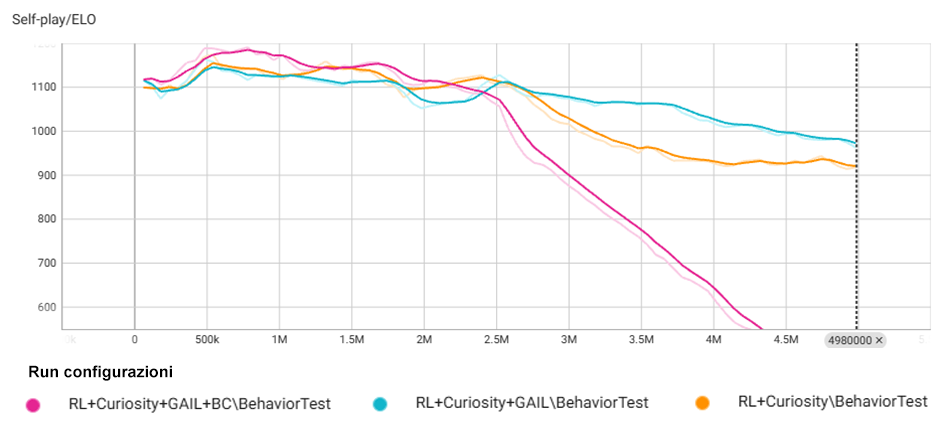 Self-play/ELO
1200
1100
1000
900
800
700
600
0 500k 1M 1.5M 2M 2.5M 3M 3.5M 4M 4.5M 4980000 ✕ 5
Run configurazioni
RL+Curiosity+GAIL+BC\BehaviorTest RL+Curiosity+GAIL\BehaviorTest RL+Curiosity\BehaviorTest